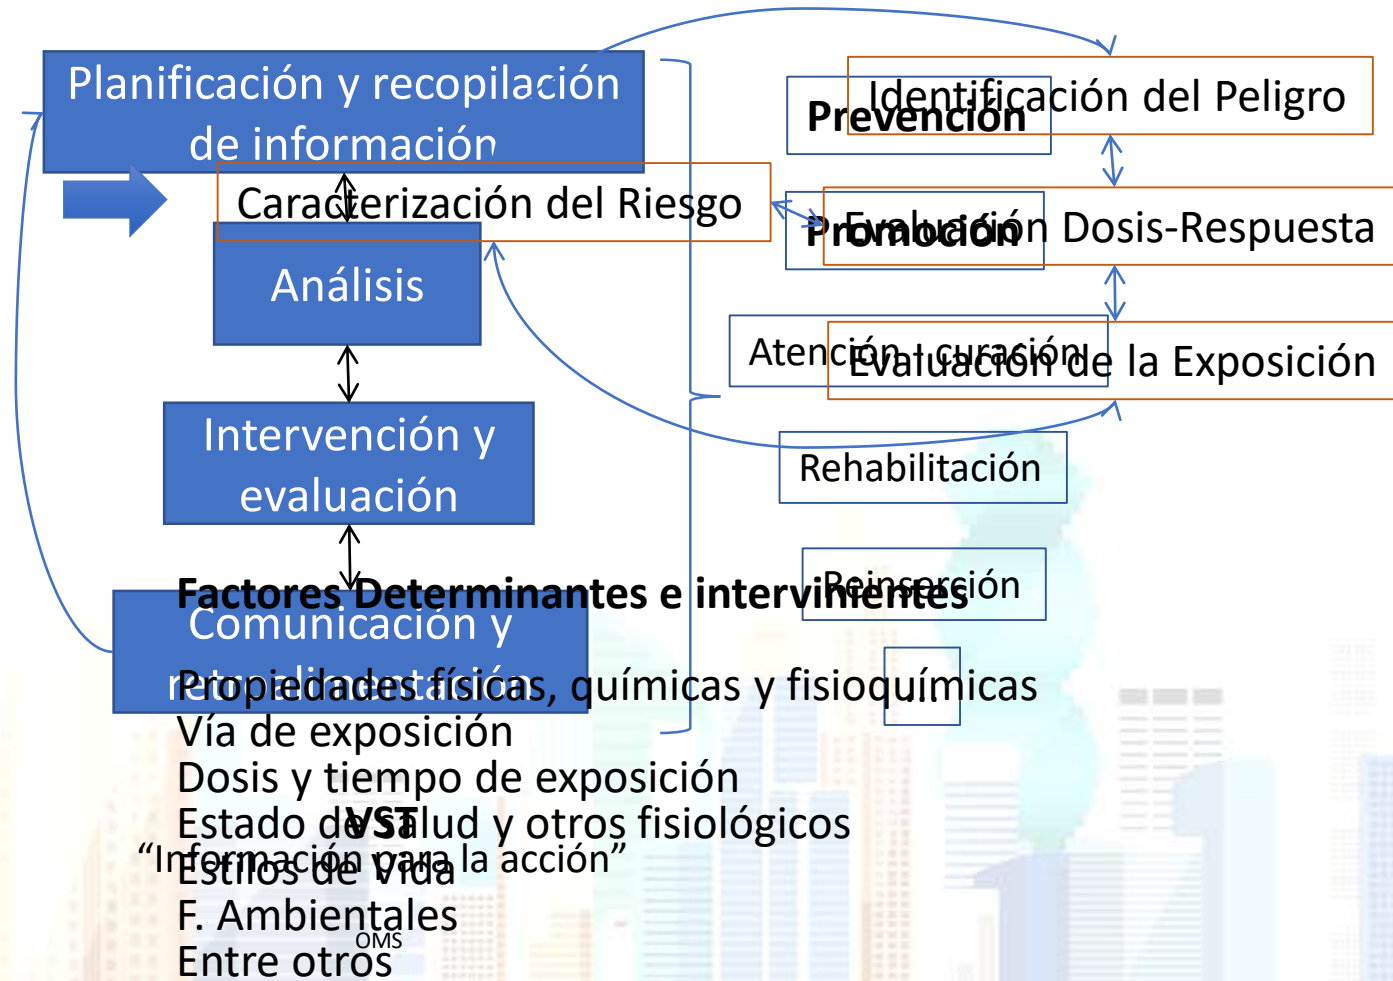 Planificación y recopilación
de información
Caracterización del Riesgo
Análisis
Intervención y
evaluación
Comunicación y
retroalimentación
Prevención
Promoción
Atención - curación
Rehabilitación
Reinserción
...
Identificación del Peligro
Evaluación Dosis-Respuesta
Evaluación de la Exposición
Factores Determinantes e intervinientes
Propiedades físicas, químicas y fisioquímicas
Vía de exposición
Dosis y tiempo de exposición
Estado de salud y otros fisiológicos
Estilos de Vida
F. Ambientales
Entre otros
VST
“Información para la acción”
OMS